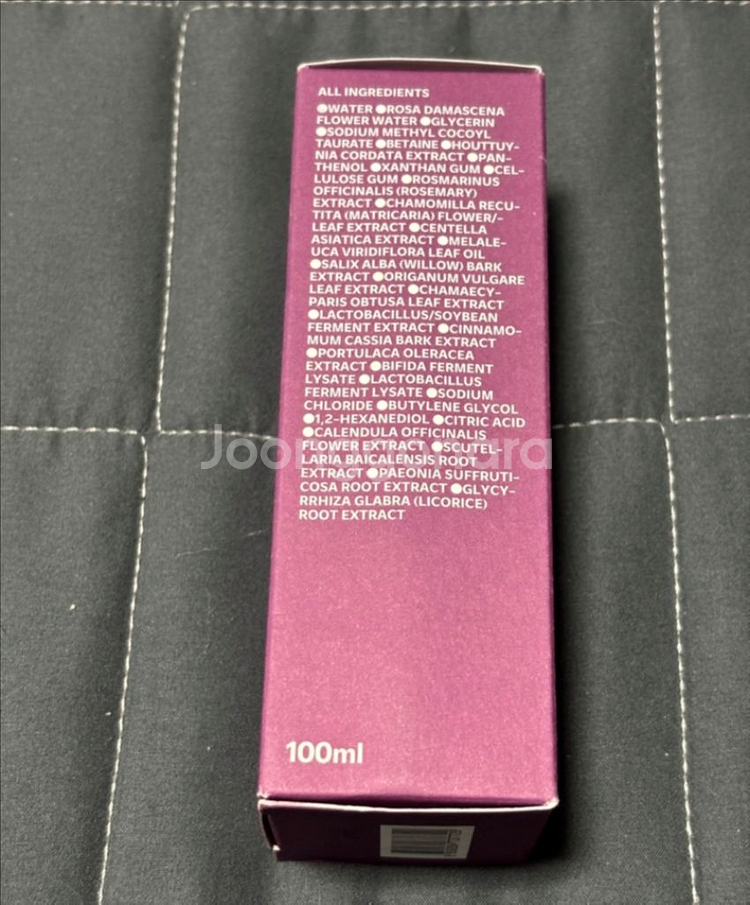 ALL INGREDIENTS
●WATER ●ROSA DAMASCENA
FLOWER WATER ●GLYCERIN
●SODIUM METHYL COCOYL
TAURATE ●BETAINE ●HOUTTUY-
NIA CORDATA EXTRACT ●PAN-
THENOL ●XANTHAN GUM ●CEL-
LULOSE GUM ●ROSMARINUS
OFFICINALIS (ROSEMARY)
EXTRACT ●CHAMOMILLA RECU-
TITA (MATRICARIA) FLOWER/-
LEAF EXTRACT ●CENTELLA
ASIATICA EXTRACT ●MELALE-
UCA VIRIDIFLORA LEAF OIL
●SALIX ALBA (WILLOW) BARK
EXTRACT ●ORIGANUM VULGARE
LEAF EXTRACT ●CHAMAECY-
PARIS OBTUSA LEAF EXTRACT
●LACTOBACILLUS/SOYBEAN
FERMENT EXTRACT ●CINNAMO-
MUM CASSIA BARK EXTRACT
●PORTULACA OLERACEA
EXTRACT ●BIFIDA FERMENT
LYSATE ●LACTOBACILLUS
FERMENT LYSATE ●SODIUM
CHLORIDE ●BUTYLENE GLYCOL
●1,2-HEXANEDIOL ●CITRIC ACID
●CALENDULA OFFICINALIS
FLOWER EXTRACT ●SCUTEL-
LARIA BAICALENSIS ROOT
EXTRACT ●PAEONIA SUFFRUTI-
COSA ROOT EXTRACT ●GLYCY-
RRHIZA GLABRA (LICORICE)
ROOT EXTRACT
Joongnawara
100ml